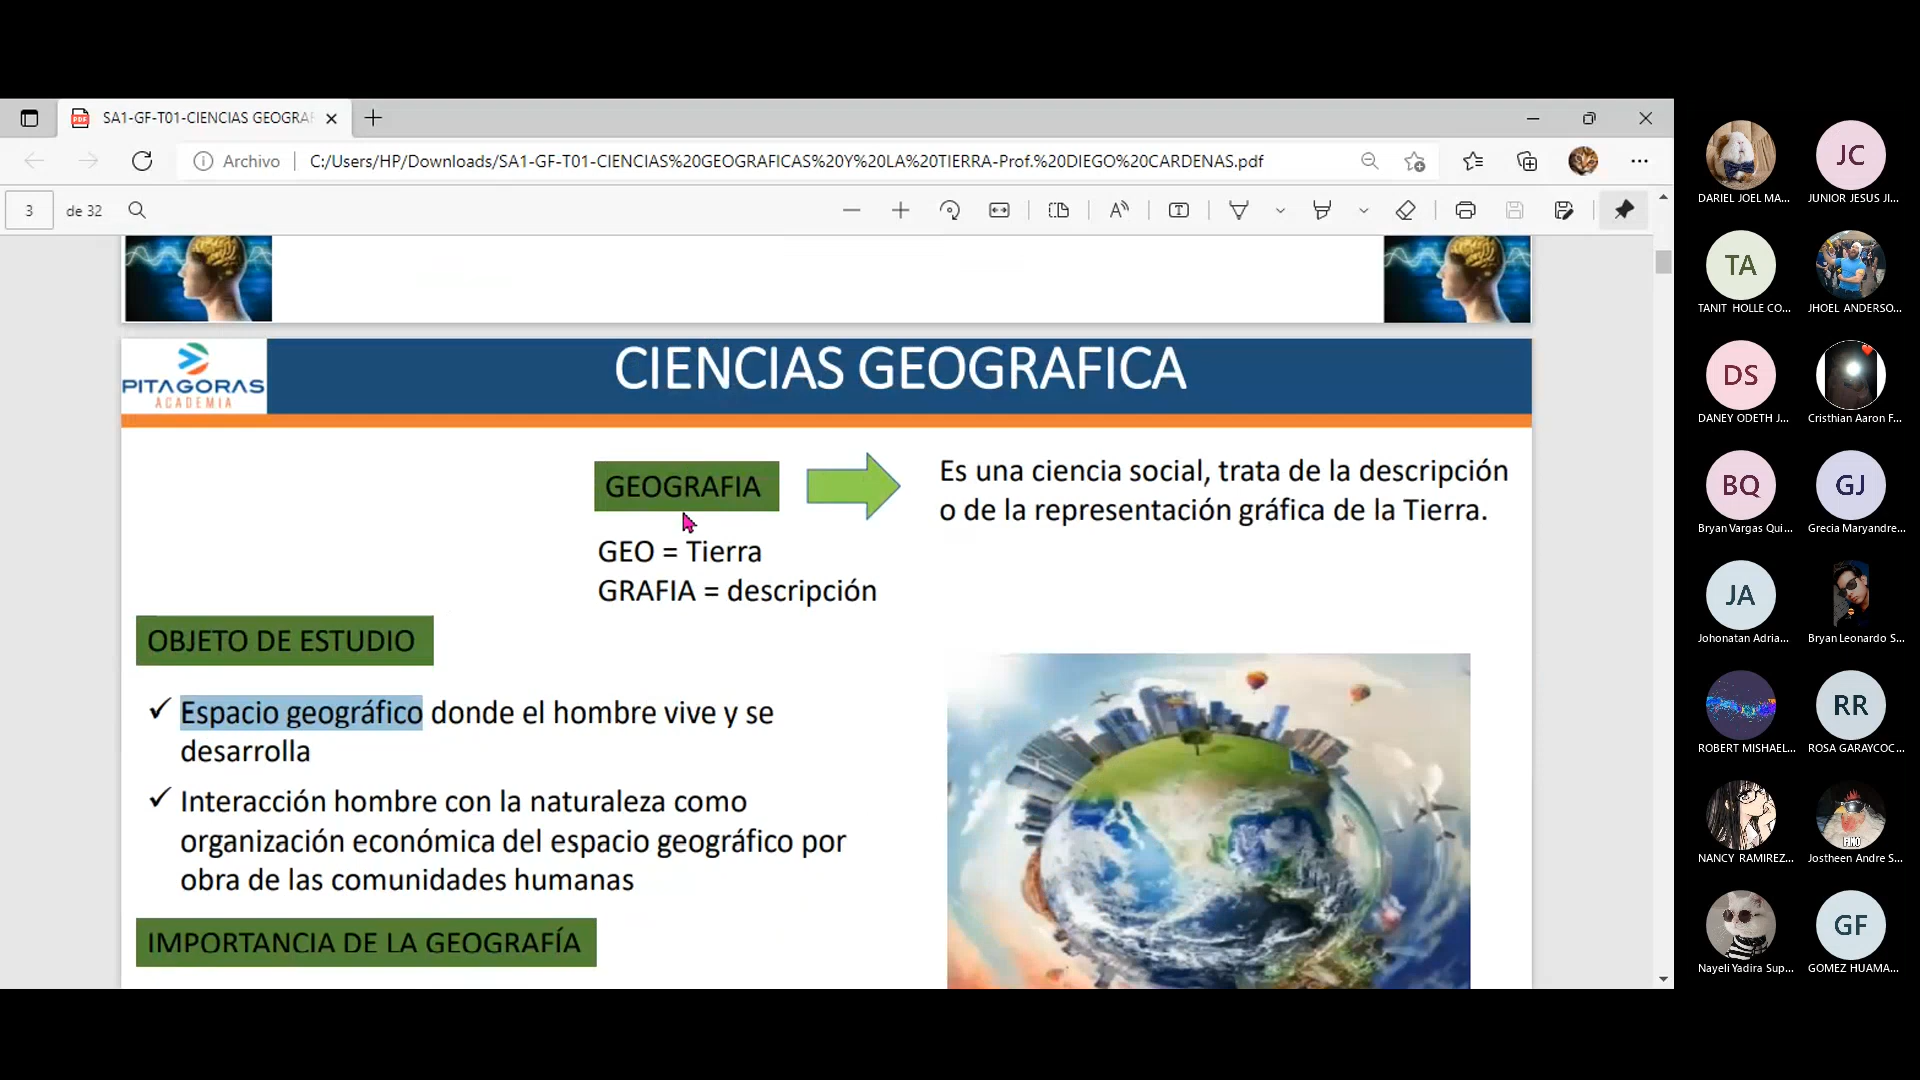 SA1-GF-T01-CIENCIAS GEOGRA
Archivo
C:/Users/HP/Downloads/SA1-GF-T01-CIENCIAS%20GEOGRAFICAS%20Y%20LA%20TIERRA-Prof.%20DIEGO%20CARDENAS.pdf
3 de 32
PITAGORAS
ACADEMIA
CIENCIAS GEOGRAFICA
GEOGRAFIA
Es una ciencia social, trata de la descripción
o de la representación gráfica de la Tierra.
GEO = Tierra
GRAFIA = descripción
OBJETO DE ESTUDIO
✓ Espacio geográfico donde el hombre vive y se
desarrolla
✓ Interacción hombre con la naturaleza como
organización económica del espacio geográfico por
obra de las comunidades humanas
IMPORTANCIA DE LA GEOGRAFÍA
DARIEL JOEL MA...
JC
JUNIOR JESUS JI...
TA
TANIT HOLLE CO...
JHOEL ANDERSO...
DS
DANEY ODETH J...
Cristhian Aaron F...
BQ
Bryan Vargas Qui...
GJ
Grecia Maryandre...
JA
Johonatan Adria...
Bryan Leonardo S...
ROBERT MISHAEL...
RR
ROSA GARAYCOC...
NANCY RAMIREZ...
Jostheen Andre S...
Nayeli Yadira Sup...
GF
GOMEZ HUAMA...